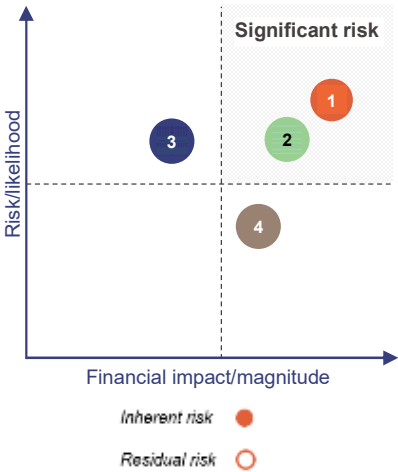 Significant risk
1
2
3
4
Risk/likelihood
Financial impact/magnitude
Inherent risk
Residual risk